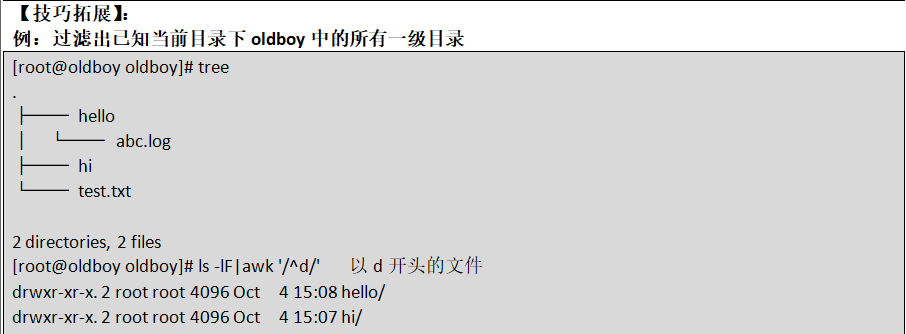 【技巧拓展】：
例：过滤出已知当前目录下 oldboy 中的所有一级目录
[root@oldboy oldboy]# tree
.
├── hello
│   └── abc.log
├── hi
└── test.txt
2 directories, 2 files
[root@oldboy oldboy]# ls -lF|awk '/^d/' 以 d 开头的文件
drwxr-xr-x. 2 root root 4096 Oct  4 15:08 hello/
drwxr-xr-x. 2 root root 4096 Oct  4 15:07 hi/